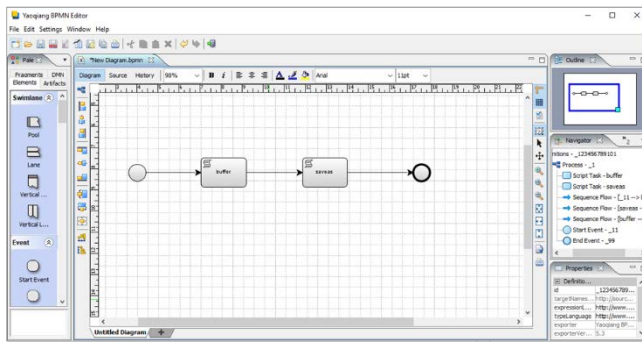 Yaoqiang BPMN Editor
File Edit Settings Window Help
Pale
*New Diagram.bpmn
Outline
Fragments DMN
Elements Artifacts
Diagram Source History 98% B i Arial 11pt
Swimlane
Pool
Lane
Vertical ...
Vertical L...
Event
Start Event
buffer
saveas
Untitled Diagram
Navigator
nitions - _123456789101
Process - _1
Script Task - buffer
Script Task - saveas
Sequence Flow - [_11 -->
Sequence Flow - [saveas -
Sequence Flow - [buffer
Start Event - _11
End Event - _99
Properties
Definitio...
id _123456789...
targetNames... http://sourc...
expressionL... http://www....
typeLanguage http://www....
exporter Yaoqiang BP...
exporterVer... 5.3